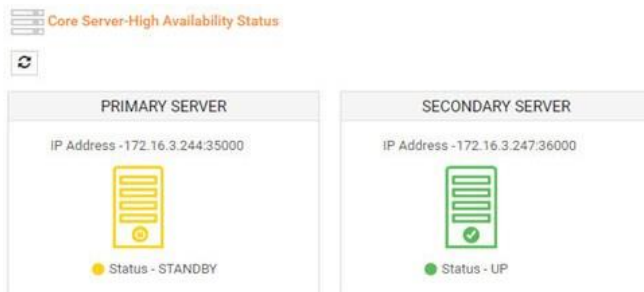 Core Server-High Availability Status
PRIMARY SERVER
IP Address -172.16.3.244:35000
Status - STANDBY
SECONDARY SERVER
IP Address -172.16.3.247:36000
Status - UP